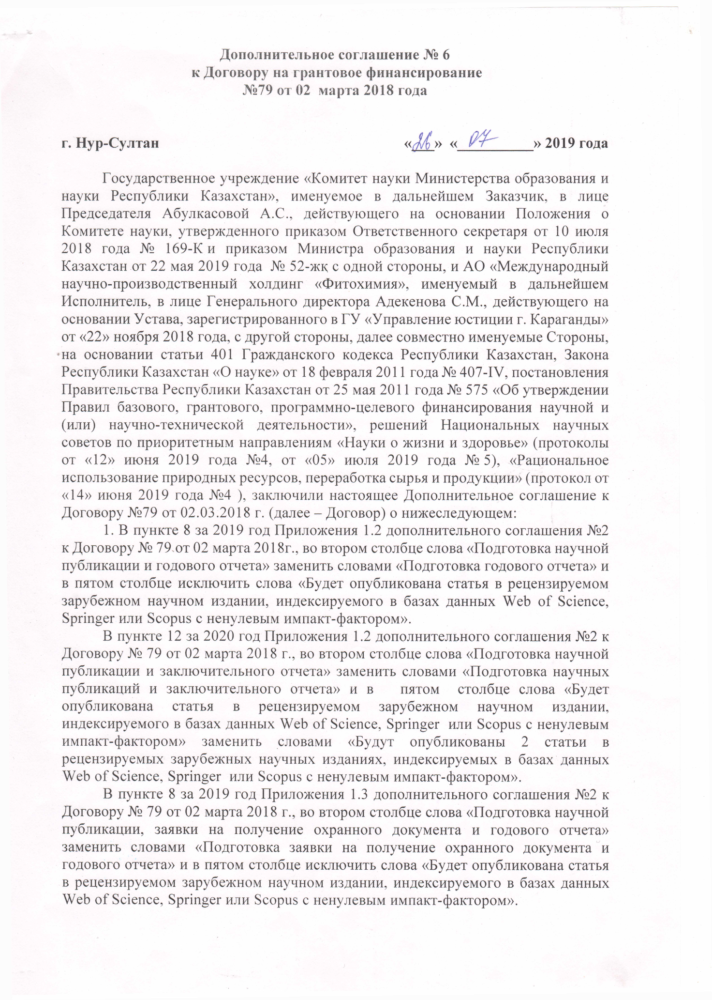 Дополнительное соглашение № 6
к Договору на грантовое финансирование
№79 от 02 марта 2018 года
г. Нур-Султан «26» «07» 2019 года
Государственное учреждение «Комитет науки Министерства образования и
науки Республики Казахстан», именуемое в дальнейшем Заказчик, в лице
Председателя Абулкасовой А.С., действующего на основании Положения о
Комитете науки, утвержденного приказом Ответственного секретаря от 10 июля
2018 года № 169-К и приказом Министра образования и науки Республики
Казахстан от 22 мая 2019 года № 52-жқ с одной стороны, и АО «Международный
научно-производственный холдинг «Фитохимия», именуемый в дальнейшем
Исполнитель, в лице Генерального директора Адекенова С.М., действующего на
основании Устава, зарегистрированного в ГУ «Управление юстиции г. Караганды»
от «22» ноября 2018 года, с другой стороны, далее совместно именуемые Стороны,
на основании статьи 401 Гражданского кодекса Республики Казахстан, Закона
Республики Казахстан «О науке» от 18 февраля 2011 года № 407-IV, постановления
Правительства Республики Казахстан от 25 мая 2011 года № 575 «Об утверждении
Правил базового, грантового, программно-целевого финансирования научной и
(или) научно-технической деятельности», решений Национальных научных
советов по приоритетным направлениям «Науки о жизни и здоровье» (протоколы
от «12» июня 2019 года №4, от «05» июля 2019 года № 5), «Рациональное
использование природных ресурсов, переработка сырья и продукции» (протокол от
«14» июня 2019 года №4 ), заключили настоящее Дополнительное соглашение к
Договору №79 от 02.03.2018 г. (далее – Договор) о нижеследующем:
1. В пункте 8 за 2019 год Приложения 1.2 дополнительного соглашения №2
к Договору № 79 от 02 марта 2018г., во втором столбце слова «Подготовка научной
публикации и годового отчета» заменить словами «Подготовка годового отчета» и
в пятом столбце исключить слова «Будет опубликована статья в рецензируемом
зарубежном научном издании, индексируемого в базах данных Web of Science,
Springer или Scopus с ненулевым импакт-фактором».
В пункте 12 за 2020 год Приложения 1.2 дополнительного соглашения №2 к
Договору № 79 от 02 марта 2018 г., во втором столбце слова «Подготовка научной
публикации и заключительного отчета» заменить словами «Подготовка научных
публикаций и заключительного отчета» и в пятом столбце слова «Будет
опубликована статья в рецензируемом зарубежном научном издании,
индексируемого в базах данных Web of Science, Springer или Scopus с ненулевым
импакт-фактором» заменить словами «Будут опубликованы 2 статьи в
рецензируемых зарубежных научных изданиях, индексируемых в базах данных
Web of Science, Springer или Scopus с ненулевым импакт-фактором».
В пункте 8 за 2019 год Приложения 1.3 дополнительного соглашения №2 к
Договору № 79 от 02 марта 2018 г., во втором столбце слова «Подготовка научной
публикации, заявки на получение охранного документа и годового отчета»
заменить словами «Подготовка заявки на получение охранного документа и
годового отчета» и в пятом столбце исключить слова «Будет опубликована статья
в рецензируемом зарубежном научном издании, индексируемого в базах данных
Web of Science, Springer или Scopus с ненулевым импакт-фактором».